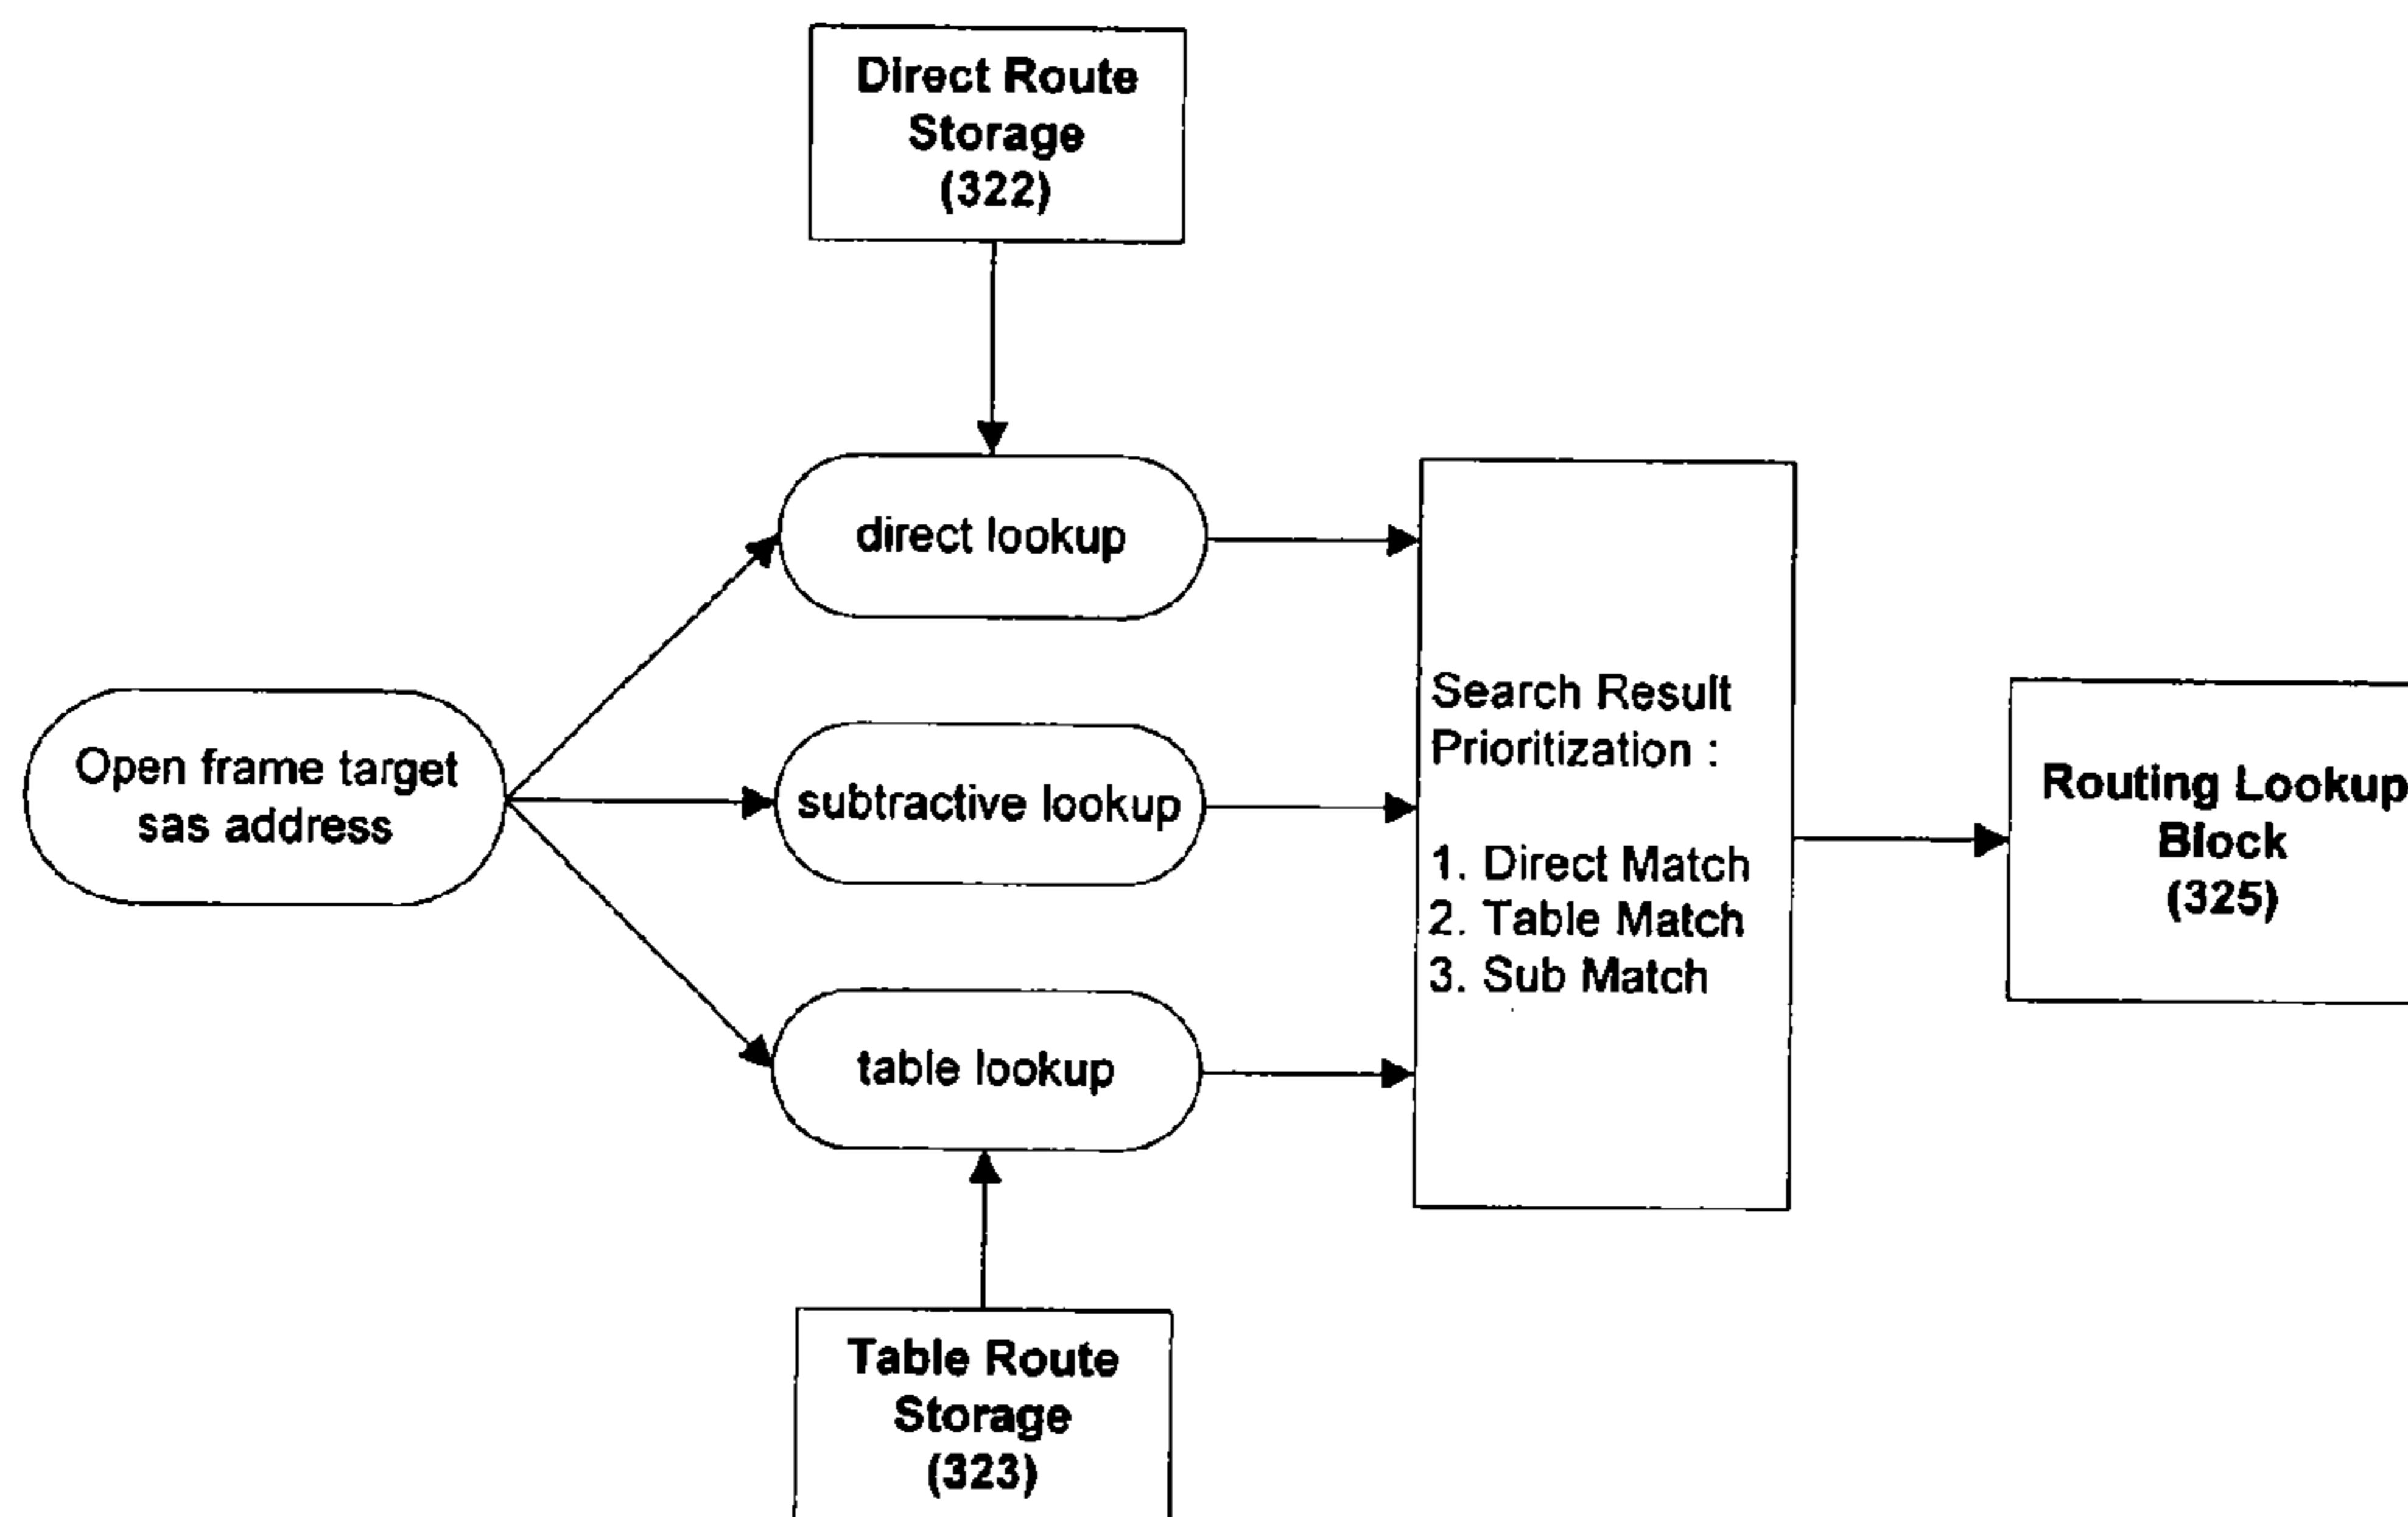 Direct Route
Storage
(322)
direct lookup
Open frame target
sas address
subtractive lookup
table lookup
Search Result
Prioritization :
1. Direct Match
2. Table Match
3. Sub Match
Routing Lookup
Block
(325)
Table Route
Storage
(323)